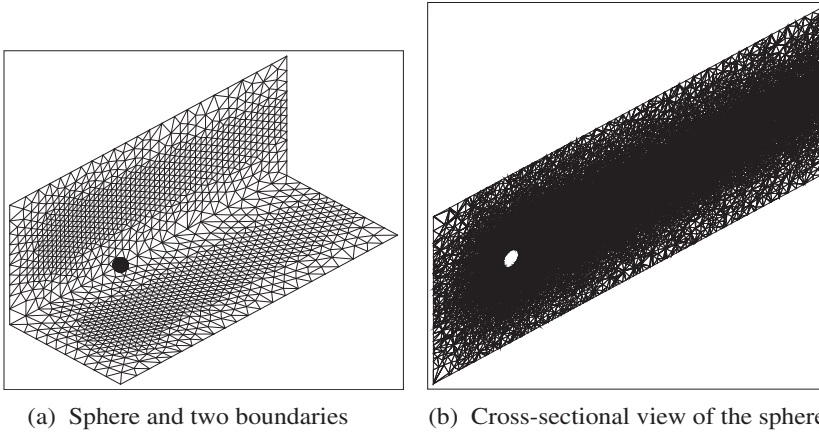 (a) Sphere and two boundaries
(b) Cross-sectional view of the sphere